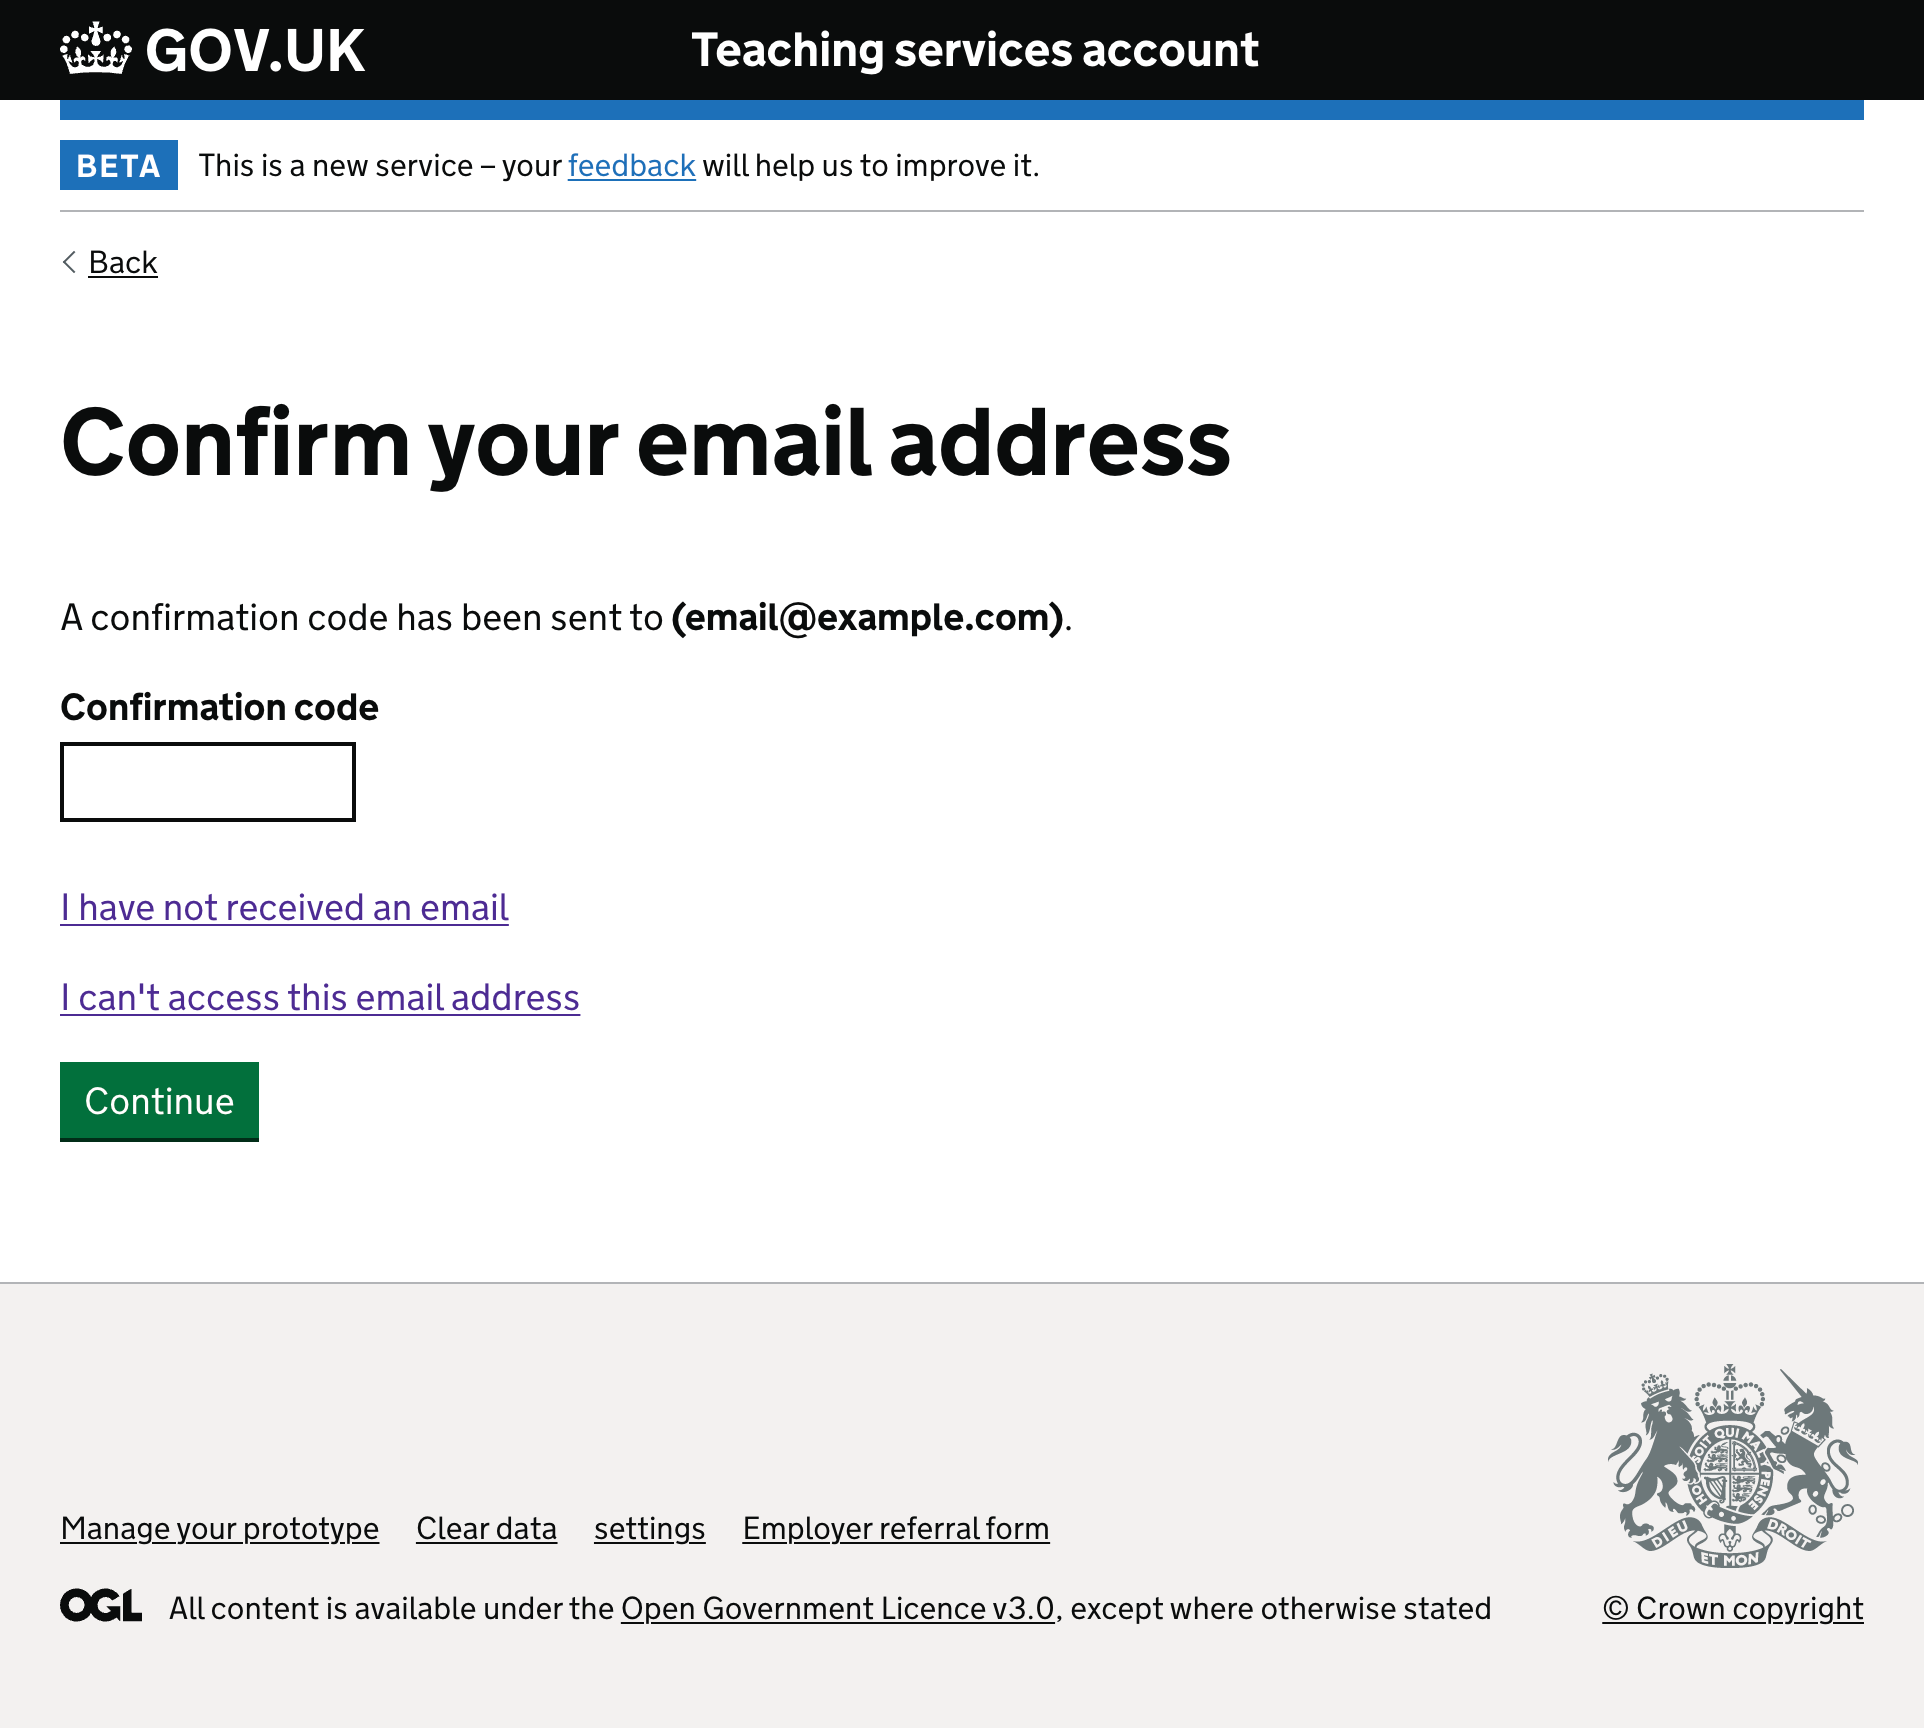 GOV.UK
Teaching services account
BETA
This is a new service – your feedback will help us to improve it.
Back
Confirm your email address
A confirmation code has been sent to (email@example.com).
Confirmation code
I have not received an email
I can't access this email address
Continue
Manage your prototype
Clear data
settings
Employer referral form
OGL
All content is available under the Open Government Licence v3.0, except where otherwise stated
SOIT QUI MAL Y PENSE
HO
DIEU ET MON DROIT
© Crown copyright